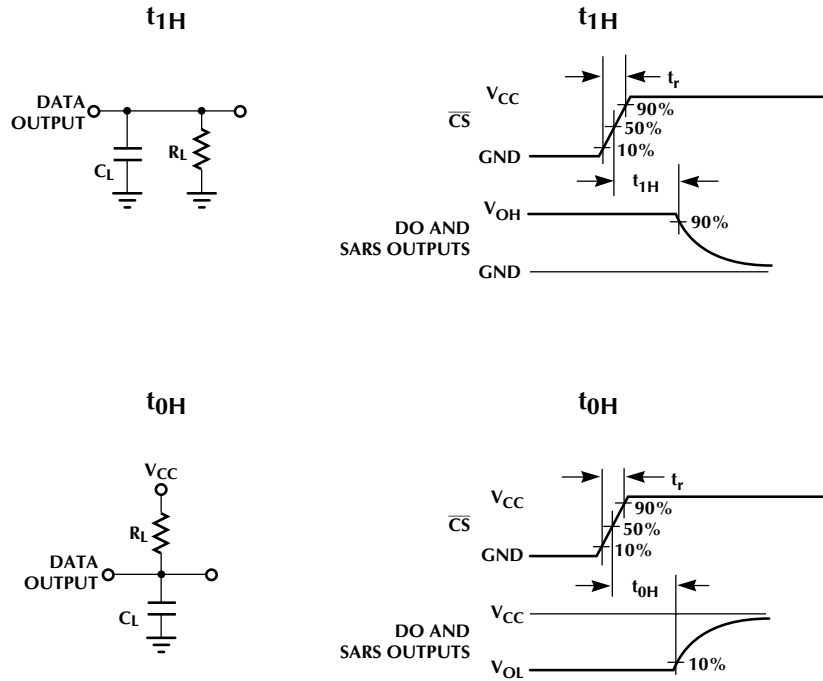 t1H
DATA
OUTPUT
CL
RL
t1H
tr
VCC
CS
90%
50%
10%
GND
t1H
VOH
DO AND
SARS OUTPUTS
90%
GND
t0H
VCC
RL
DATA
OUTPUT
CL
t0H
tr
VCC
CS
90%
50%
10%
GND
t0H
VCC
DO AND
SARS OUTPUTS
10%
VOL